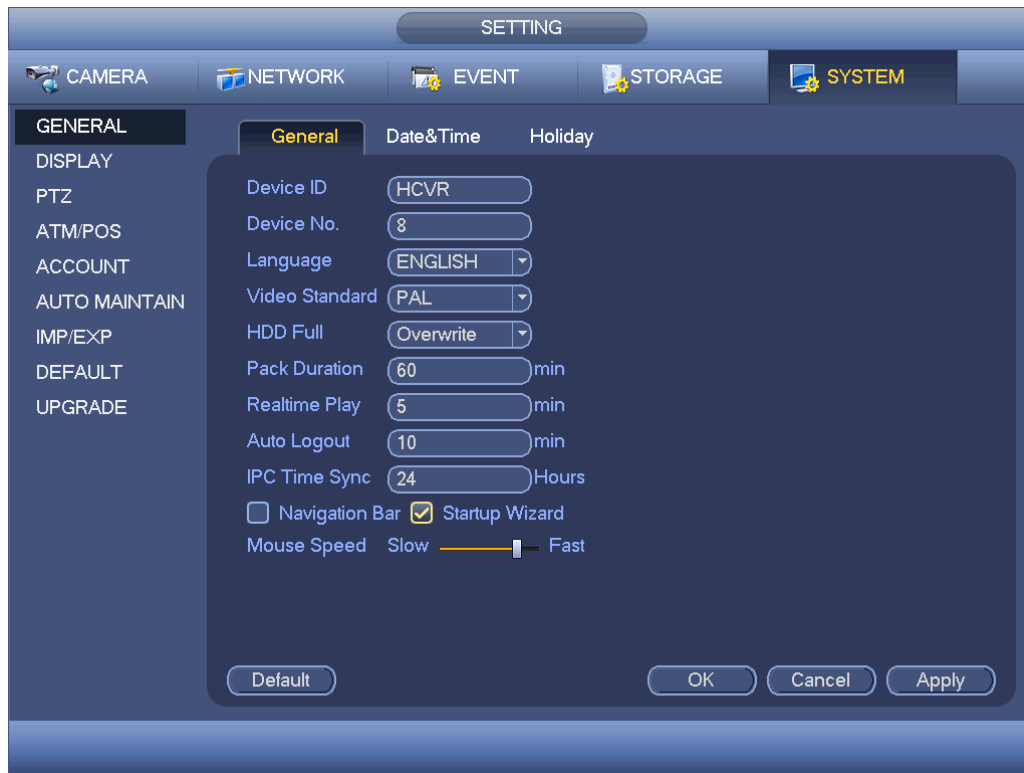 SETTING
CAMERA NETWORK EVENT STORAGE SYSTEM
GENERAL
DISPLAY
PTZ
ATM/POS
ACCOUNT
AUTO MAINTAIN
IMP/EXP
DEFAULT
UPGRADE
General Date&Time Holiday
Device ID HCVR
Device No. 8
Language ENGLISH
Video Standard PAL
HDD Full Overwrite
Pack Duration 60 min
Realtime Play 5 min
Auto Logout 10 min
IPC Time Sync 24 Hours
Navigation Bar Startup Wizard
Mouse Speed Slow Fast
Default OK Cancel Apply